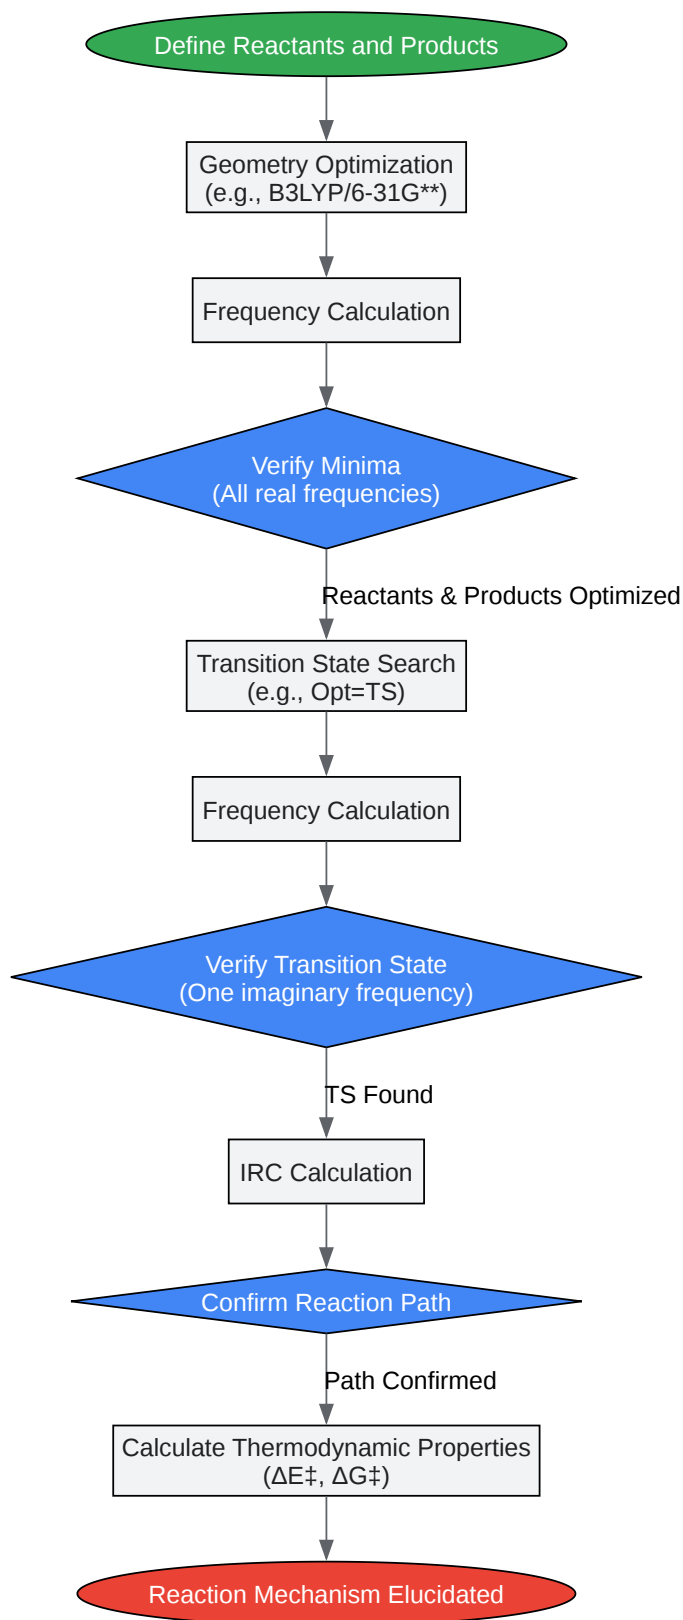 Define Reactants and Products
Geometry Optimization
(e.g., B3LYP/6-31G**)
Frequency Calculation
Verify Minima
(All real frequencies)
Reactants & Products Optimized
Transition State Search
(e.g., Opt=TS)
Frequency Calculation
Verify Transition State
(One imaginary frequency)
TS Found
IRC Calculation
Confirm Reaction Path
Path Confirmed
Calculate Thermodynamic Properties
(ΔE‡, ΔG‡)
Reaction Mechanism Elucidated